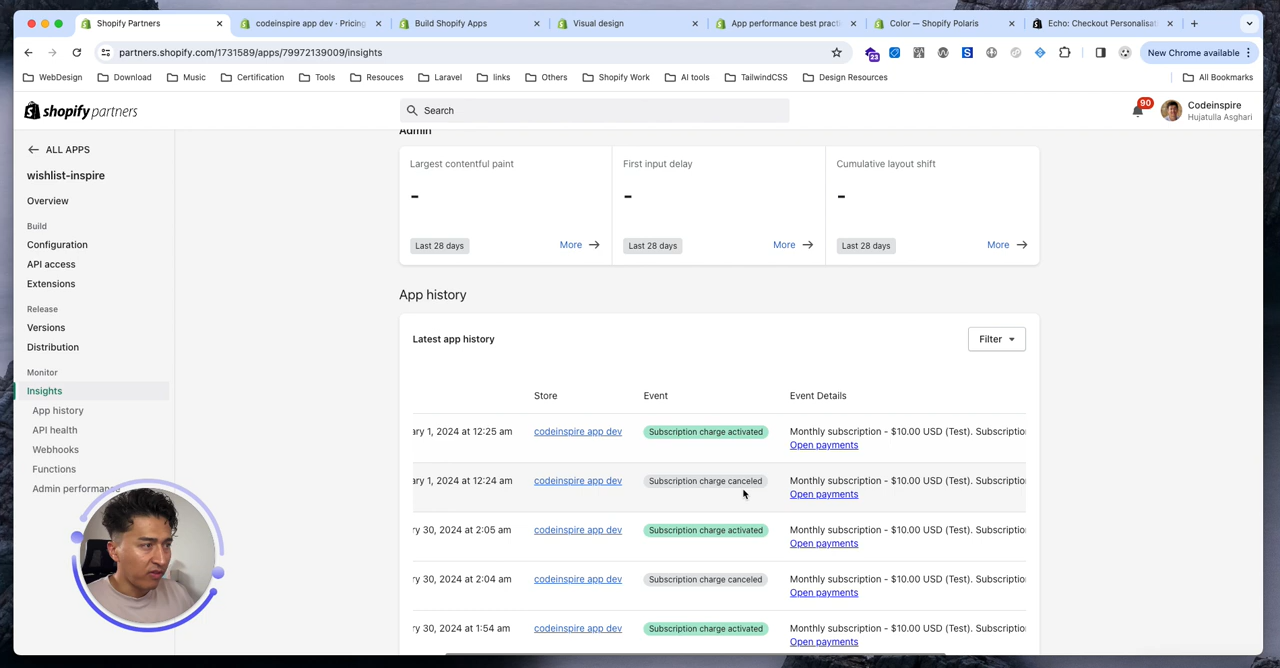 Shopify Partners
codeinspire app dev · Pricing
Build Shopify Apps
Visual design
App performance best practi
Color — Shopify Polaris
Echo: Checkout Personalisat
partners.shopify.com/1731589/apps/79972139009/insights
23
New Chrome available
WebDesign
Download
Music
Certification
Tools
Resouces
Laravel
links
Others
Shopify Work
AI tools
TailwindCSS
Design Resources
All Bookmarks
shopify partners
Search
90
Codeinspire
Hujatulla Asghari
ALL APPS
wishlist-inspire
Overview
Build
Configuration
API access
Extensions
Release
Versions
Distribution
Monitor
Insights
App history
API health
Webhooks
Functions
Admin performance
Admin
Largest contentful paint
-
Last 28 days
More
First input delay
-
Last 28 days
More
Cumulative layout shift
-
Last 28 days
More
App history
Latest app history
Filter
Store Event Event Details
ary 1, 2024 at 12:25 am codeinspire app dev Subscription charge activated Monthly subscription - $10.00 USD (Test). Subscriptio
Open payments
ary 1, 2024 at 12:24 am codeinspire app dev Subscription charge canceled Monthly subscription - $10.00 USD (Test). Subscriptio
Open payments
ry 30, 2024 at 2:05 am codeinspire app dev Subscription charge activated Monthly subscription - $10.00 USD (Test). Subscriptio
Open payments
ry 30, 2024 at 2:04 am codeinspire app dev Subscription charge canceled Monthly subscription - $10.00 USD (Test). Subscriptio
Open payments
ry 30, 2024 at 1:54 am codeinspire app dev Subscription charge activated Monthly subscription - $10.00 USD (Test). Subscriptio
Open payments